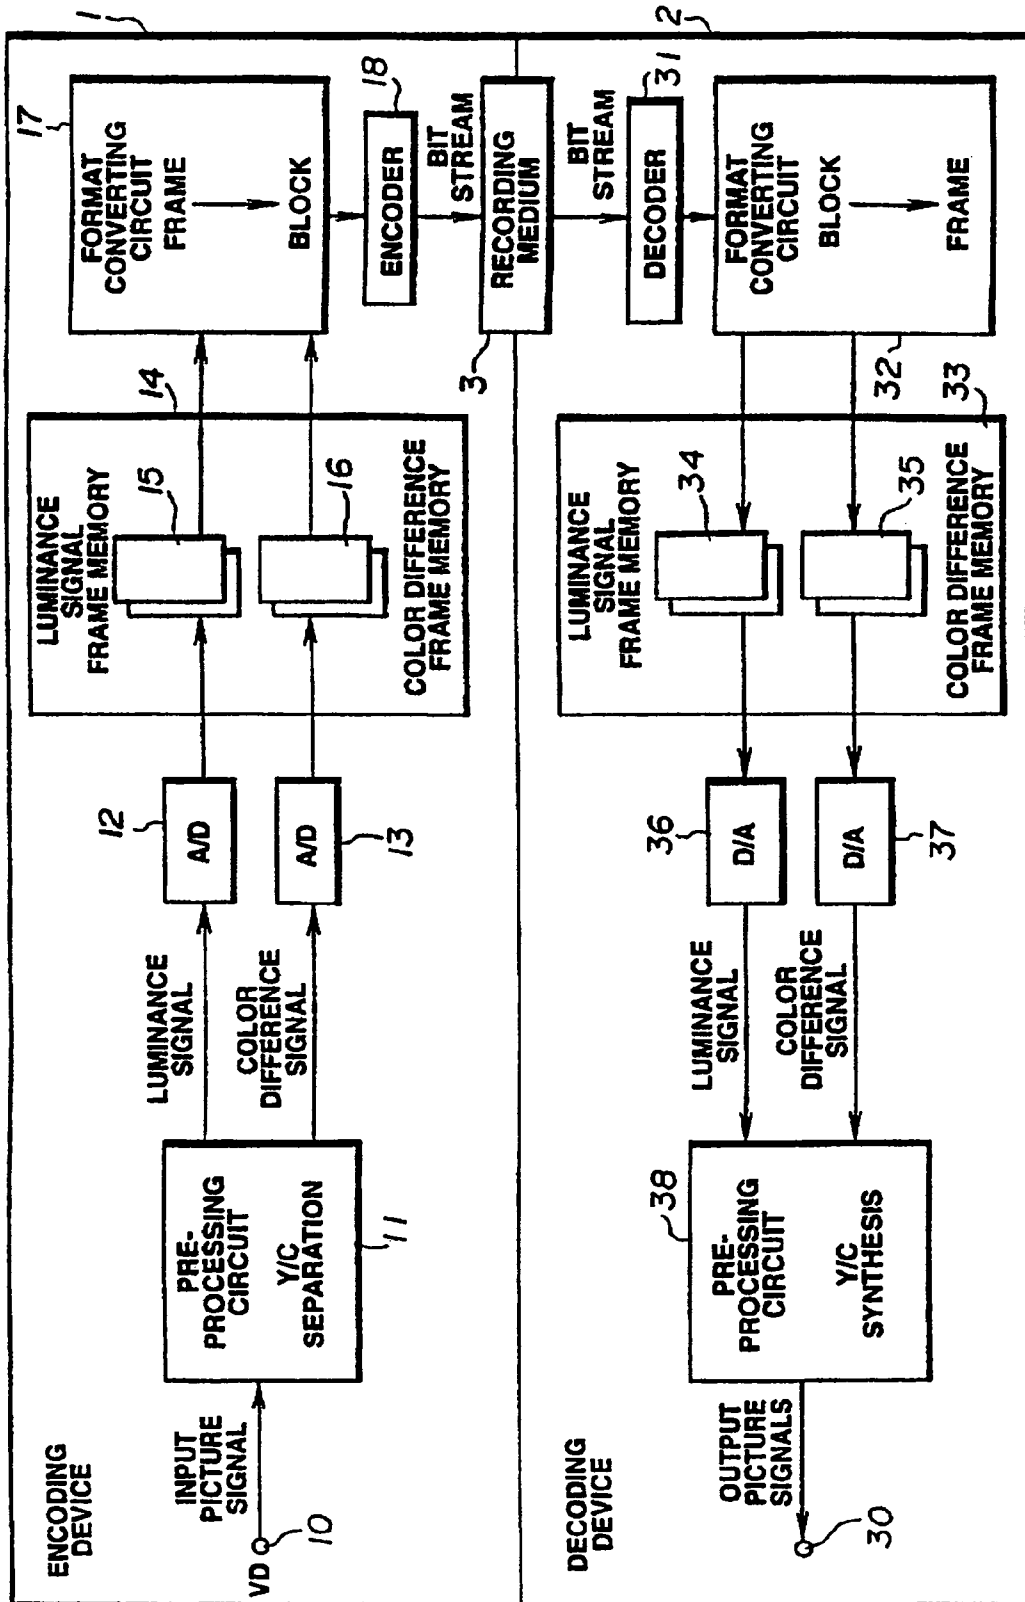 1
ENCODING
DEVICE
VD
10
INPUT
PICTURE
SIGNAL
PRE-
PROCESSING
CIRCUIT
Y/C
SEPARATION
11
LUMINANCE
SIGNAL
COLOR
DIFFERENCE
SIGNAL
12
A/D
A/D
13
14
LUMINANCE
SIGNAL
FRAME MEMORY
15
16
COLOR DIFFERENCE
FRAME MEMORY
17
FORMAT
CONVERTING
CIRCUIT
FRAME
BLOCK
18
ENCODER
BIT
STREAM
RECORDING
MEDIUM
3
2
DECODING
DEVICE
BIT
STREAM
31
DECODER
FORMAT
CONVERTING
CIRCUIT
BLOCK
FRAME
32
33
LUMINANCE
SIGNAL
FRAME MEMORY
34
35
COLOR DIFFERENCE
FRAME MEMORY
36
D/A
D/A
37
LUMINANCE
SIGNAL
COLOR
DIFFERENCE
SIGNAL
38
PRE-
PROCESSING
CIRCUIT
Y/C
SYNTHESIS
OUTPUT
PICTURE
SIGNALS
30